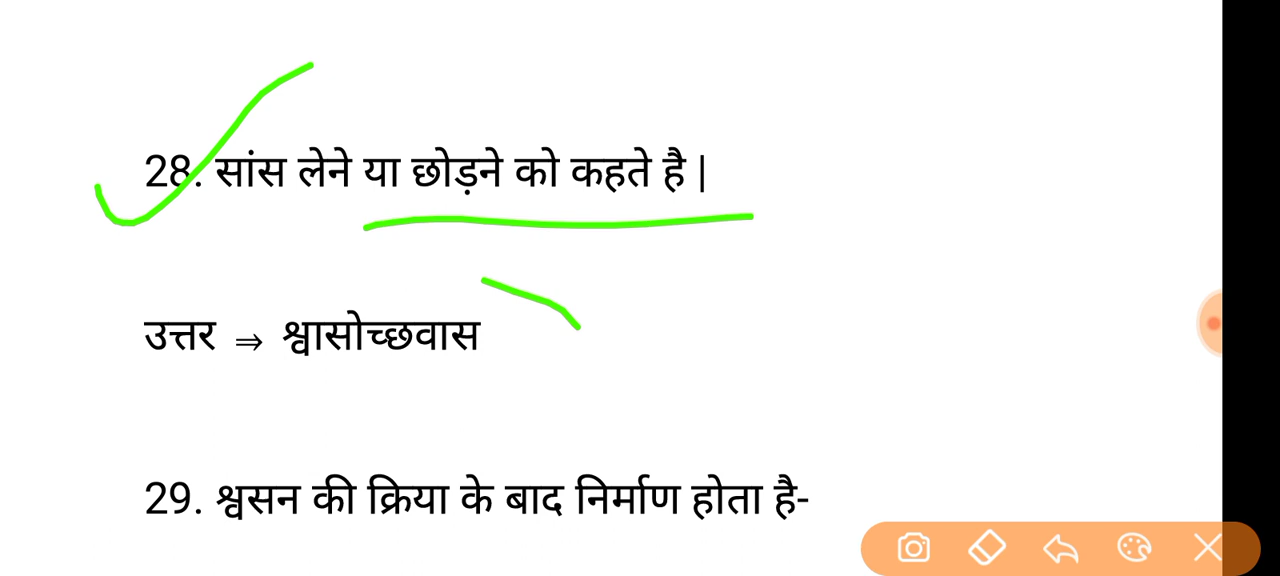 28. सांस लेने या छोड़ने को कहते है |
उत्तर ⇒ श्वासोच्छवास
29. श्वसन की क्रिया के बाद निर्माण होता है-